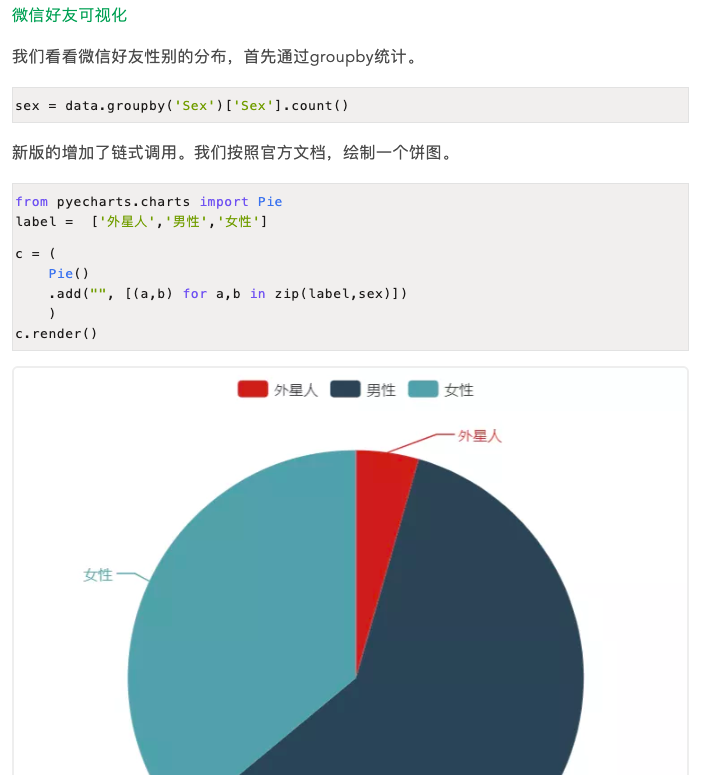 微信好友可视化
我们看看微信好友性别的分布，首先通过groupby统计。
sex = data.groupby('Sex')['Sex'].count()
新版的增加了链式调用。我们按照官方文档，绘制一个饼图。
from pyecharts.charts import Pie
label =  ['外星人','男性','女性']
c = (
    Pie()
    .add("", [(a,b) for a,b in zip(label,sex)])
    )
c.render()
外星人 男性 女性
外星人
女性